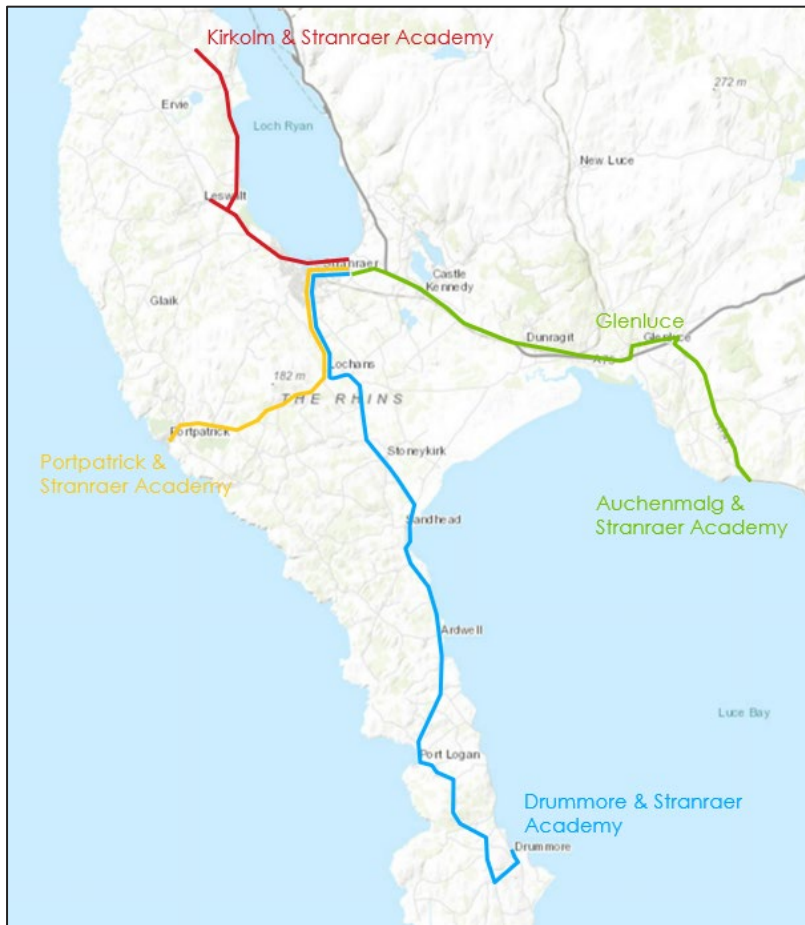 Kirkolm & Stranraer Academy
272 m
Ervie
Loch Ryan
New Luce
Leswalt
Stranraer
Castle
Kennedy
Glaik
Glenluce
Dunragit
Glenluce
A75
Lochans
182 m
THE RHINS
Portpatrick
Stoneykirk
Portpatrick &
Stranraer Academy
Auchenmalg &
Stranraer Academy
Sandhead
Ardwell
Luce Bay
Port Logan
Drummore & Stranraer
Academy
Drummore